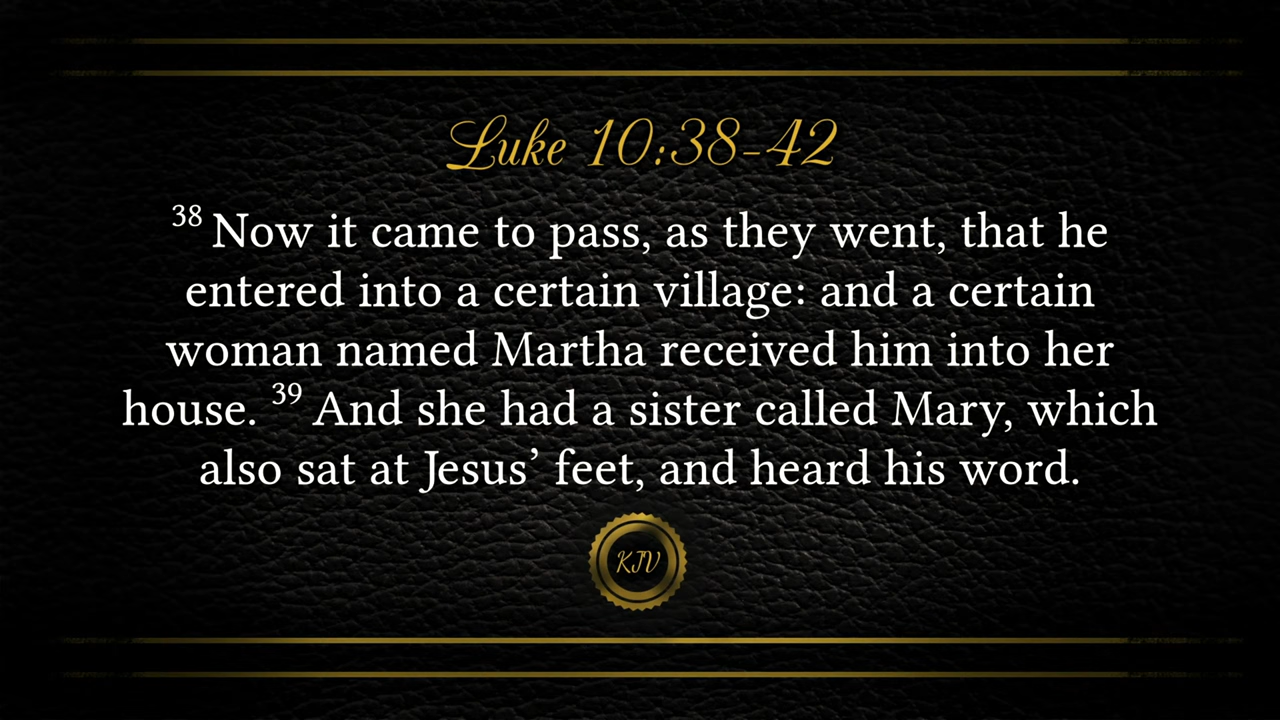 Luke 10:38-42
38 Now it came to pass, as they went, that he
entered into a certain village: and a certain
woman named Martha received him into her
house. 39 And she had a sister called Mary, which
also sat at Jesus’ feet, and heard his word.
KJV